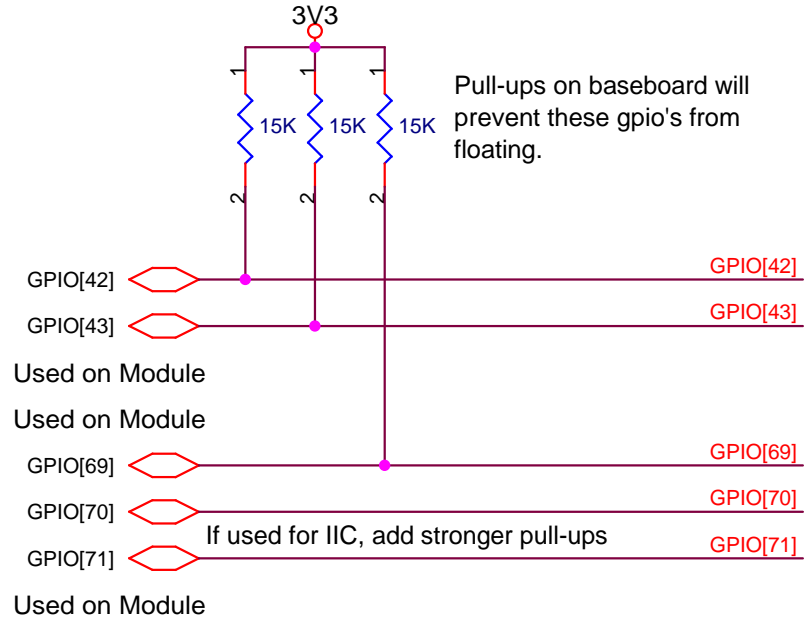 3V3
1
1
1
15K
15K
15K
2
2
2
Pull-ups on baseboard will
prevent these gpio's from
floating.
GPIO[42]
GPIO[42]
GPIO[43]
GPIO[43]
Used on Module
Used on Module
GPIO[69]
GPIO[69]
GPIO[70]
GPIO[70]
If used for IIC, add stronger pull-ups
GPIO[71]
GPIO[71]
Used on Module